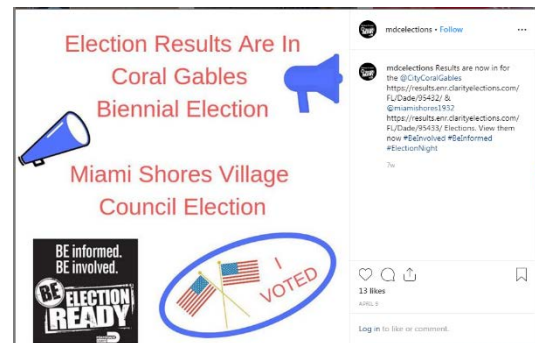 Election Results Are In
Coral Gables
Biennial Election
Miami Shores Village
Council Election
BE informed.
BE involved.
BE ELECTION
READY
I
VOTED
mdcelections • Follow
mdcelections Results are now in for
the @CityCoralGables
https://results.enr.clarityelections.com/
FL/Dade/95432/ &
@miamishores1932
https://results.enr.clarityelections.com/
FL/Dade/95433/ Elections. View them
now #BeInvolved #BeInformed
#ElectionNight
7w
13 likes
Log in to like or comment.